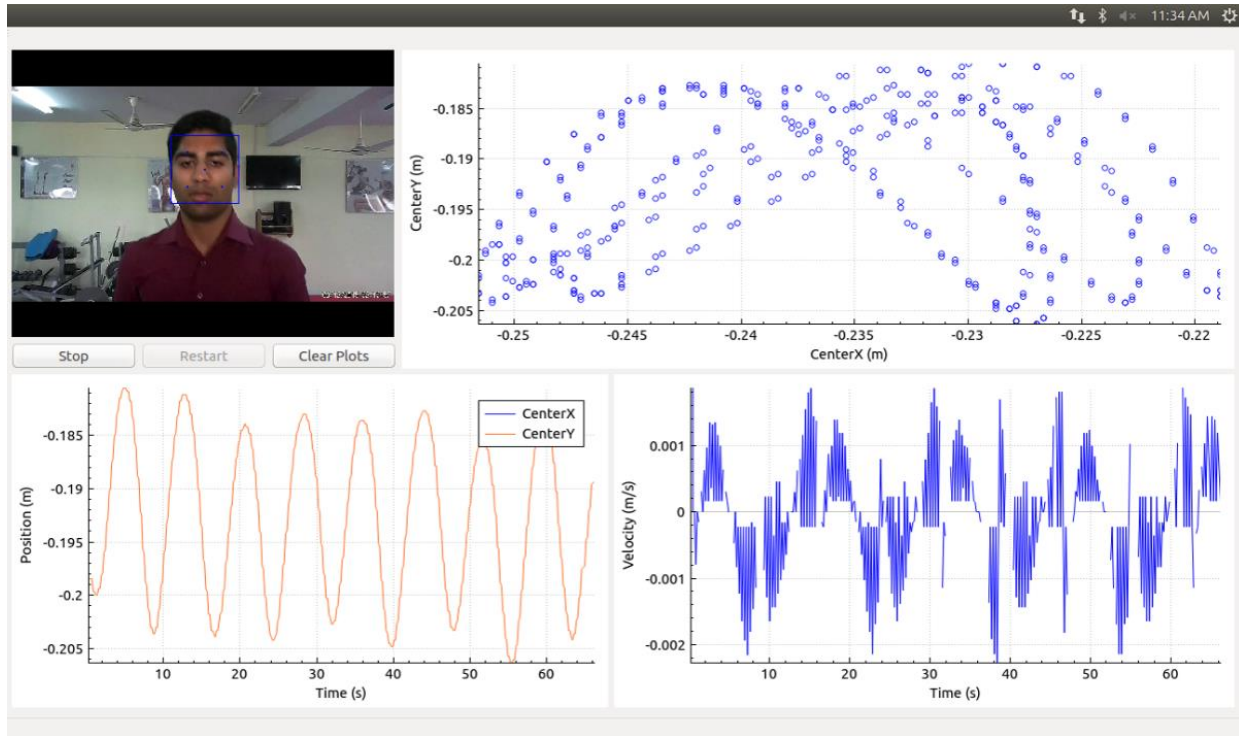 11:34 AM
-0.185
-0.19
-0.195
-0.2
-0.205
CenterY (m)
-0.25 -0.245 -0.24 -0.235 -0.23 -0.225 -0.22
CenterX (m)
Stop Restart Clear Plots
CenterX
CenterY
-0.185
-0.19
-0.195
-0.2
-0.205
Position (m)
10 20 30 40 50 60
Time (s)
0.001
0
-0.001
-0.002
Velocity (m/s)
10 20 30 40 50 60
Time (s)